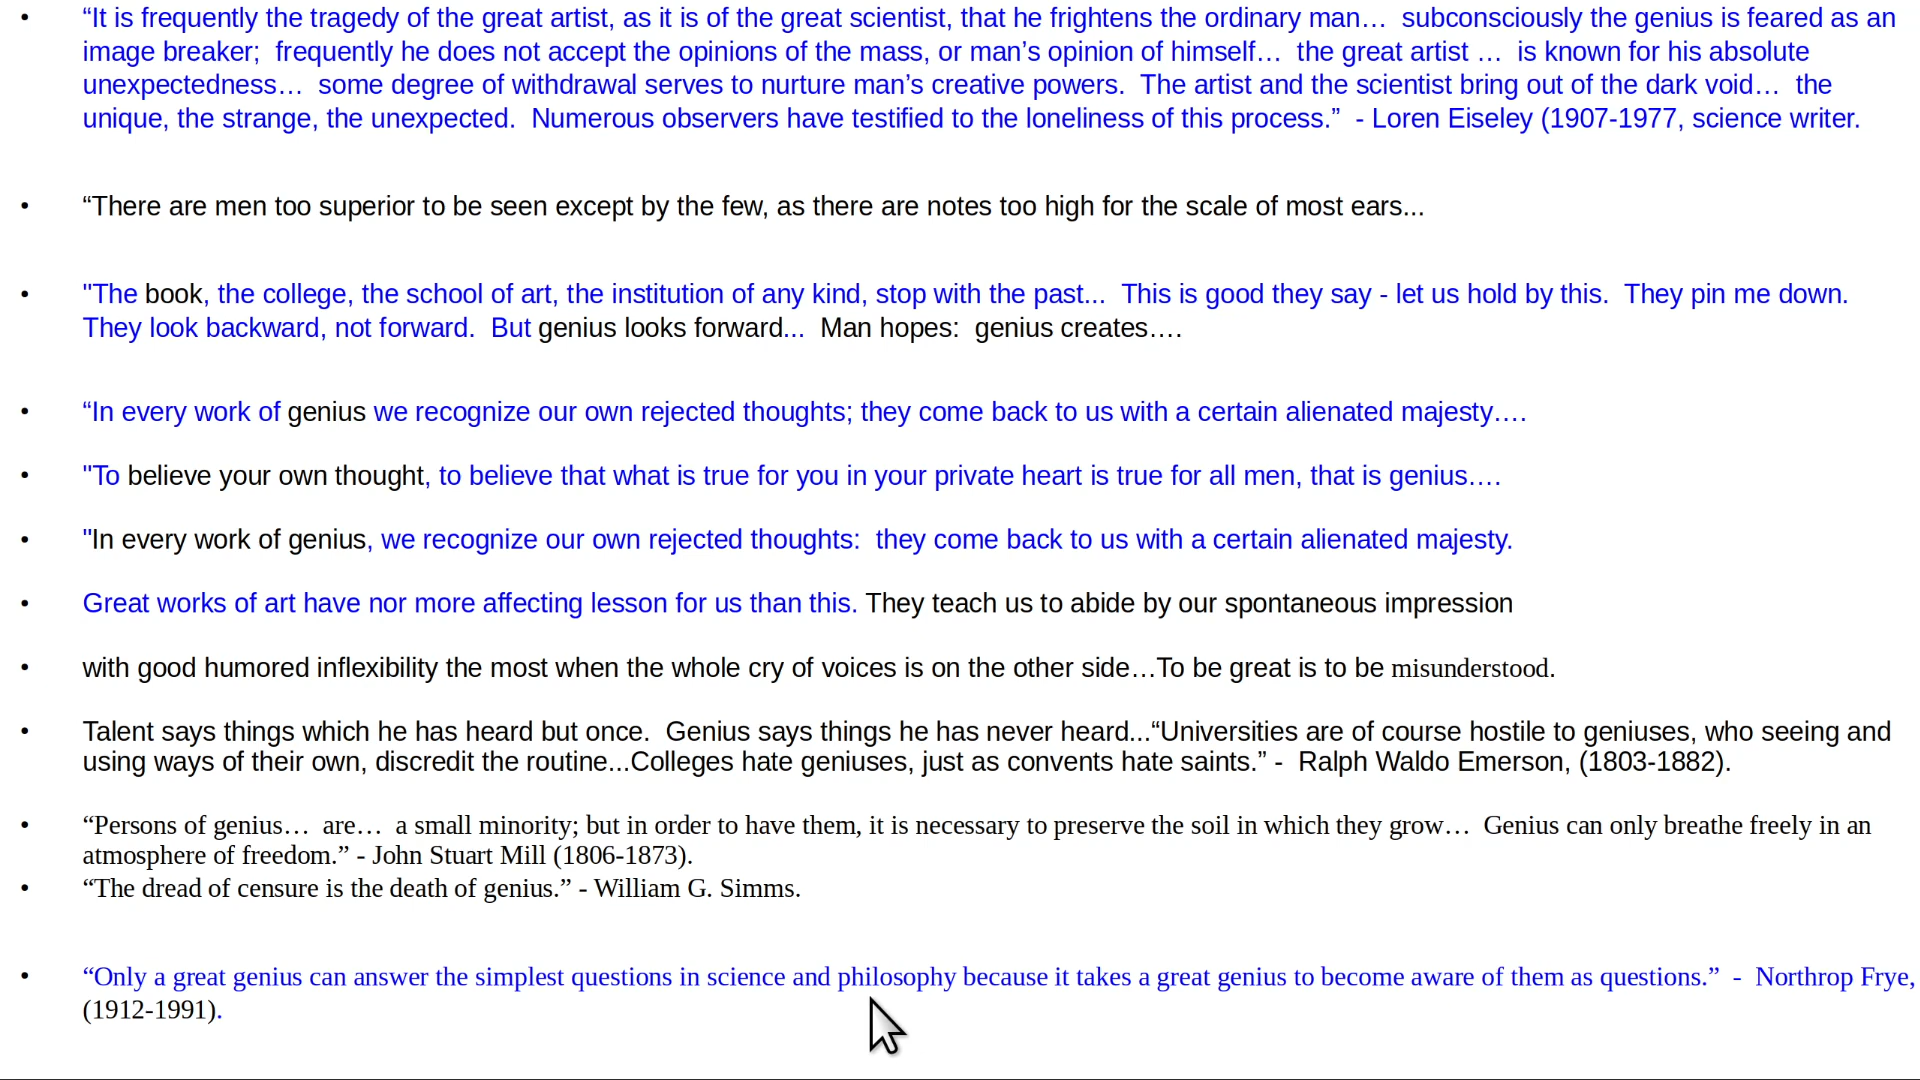 • “It is frequently the tragedy of the great artist, as it is of the great scientist, that he frightens the ordinary man…  subconsciously the genius is feared as an
image breaker;  frequently he does not accept the opinions of the mass, or man’s opinion of himself…  the great artist …  is known for his absolute
unexpectedness…  some degree of withdrawal serves to nurture man’s creative powers.  The artist and the scientist bring out of the dark void…  the
unique, the strange, the unexpected.  Numerous observers have testified to the loneliness of this process.”  - Loren Eiseley (1907-1977, science writer.
• “There are men too superior to be seen except by the few, as there are notes too high for the scale of most ears...
• "The book, the college, the school of art, the institution of any kind, stop with the past...  This is good they say - let us hold by this.  They pin me down.
They look backward, not forward.  But genius looks forward...  Man hopes:  genius creates….
• “In every work of genius we recognize our own rejected thoughts; they come back to us with a certain alienated majesty….
• "To believe your own thought, to believe that what is true for you in your private heart is true for all men, that is genius….
• "In every work of genius, we recognize our own rejected thoughts:  they come back to us with a certain alienated majesty.
• Great works of art have nor more affecting lesson for us than this. They teach us to abide by our spontaneous impression
• with good humored inflexibility the most when the whole cry of voices is on the other side…To be great is to be misunderstood.
• Talent says things which he has heard but once.  Genius says things he has never heard...“Universities are of course hostile to geniuses, who seeing and
using ways of their own, discredit the routine...Colleges hate geniuses, just as convents hate saints.” -  Ralph Waldo Emerson, (1803-1882).
• “Persons of genius…  are…  a small minority; but in order to have them, it is necessary to preserve the soil in which they grow…  Genius can only breathe freely in an
atmosphere of freedom.” - John Stuart Mill (1806-1873).
• “The dread of censure is the death of genius.” - William G. Simms.
• “Only a great genius can answer the simplest questions in science and philosophy because it takes a great genius to become aware of them as questions.”  -  Northrop Frye,
(1912-1991).